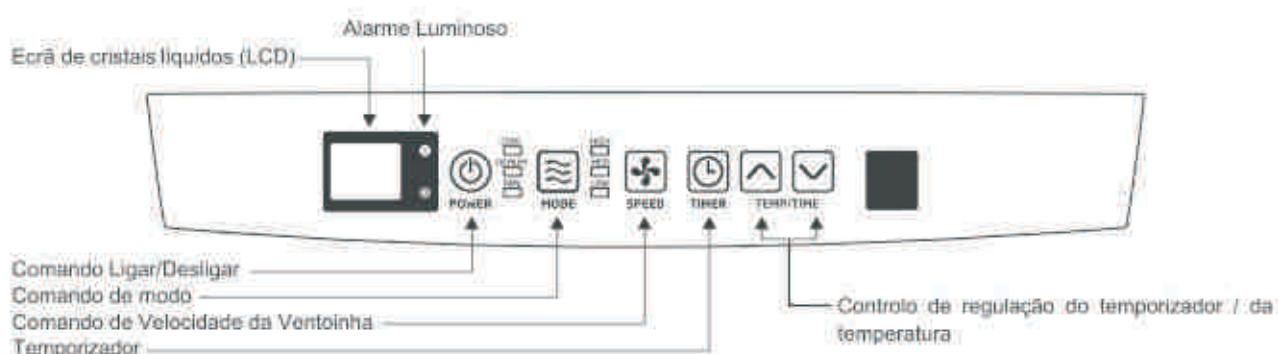 Alarme Luminoso
Ecrã de cristais líquidos (LCD)
POWER
MODE
SPEED
TIMER
TEMP/TIME
Comando Ligar/Desligar
Comando de modo
Comando de Velocidade da Ventoinha
Temporizador
Controlo de regulação do temporizador / da
temperatura